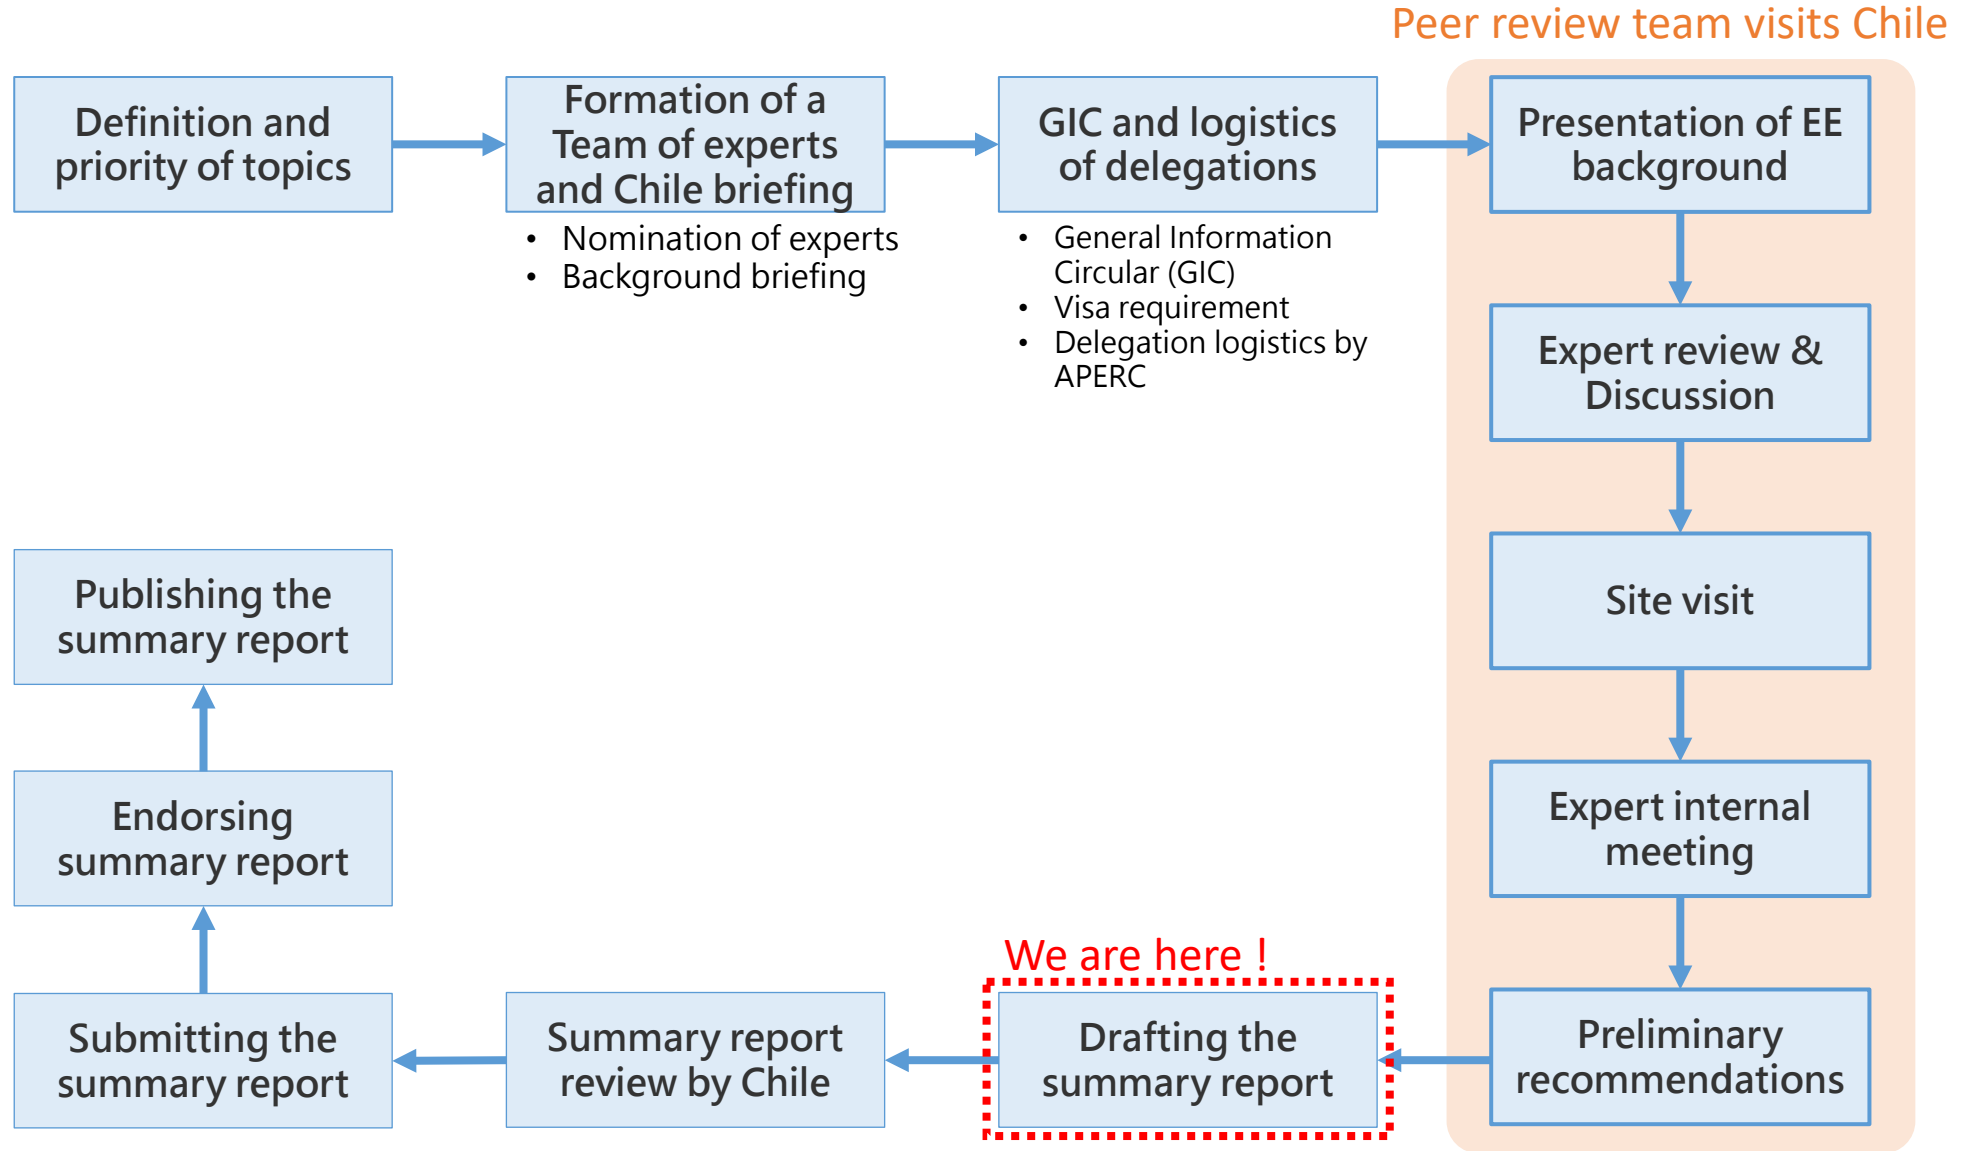 Peer review team visits Chile
Definition and
priority of topics
Formation of a
Team of experts
and Chile briefing
• Nomination of experts
• Background briefing
GIC and logistics
of delegations
• General Information
Circular (GIC)
• Visa requirement
• Delegation logistics by
APERC
Presentation of EE
background
Expert review &
Discussion
Site visit
Expert internal
meeting
Preliminary
recommendations
We are here !
Drafting the
summary report
Summary report
review by Chile
Submitting the
summary report
Endorsing
summary report
Publishing the
summary report